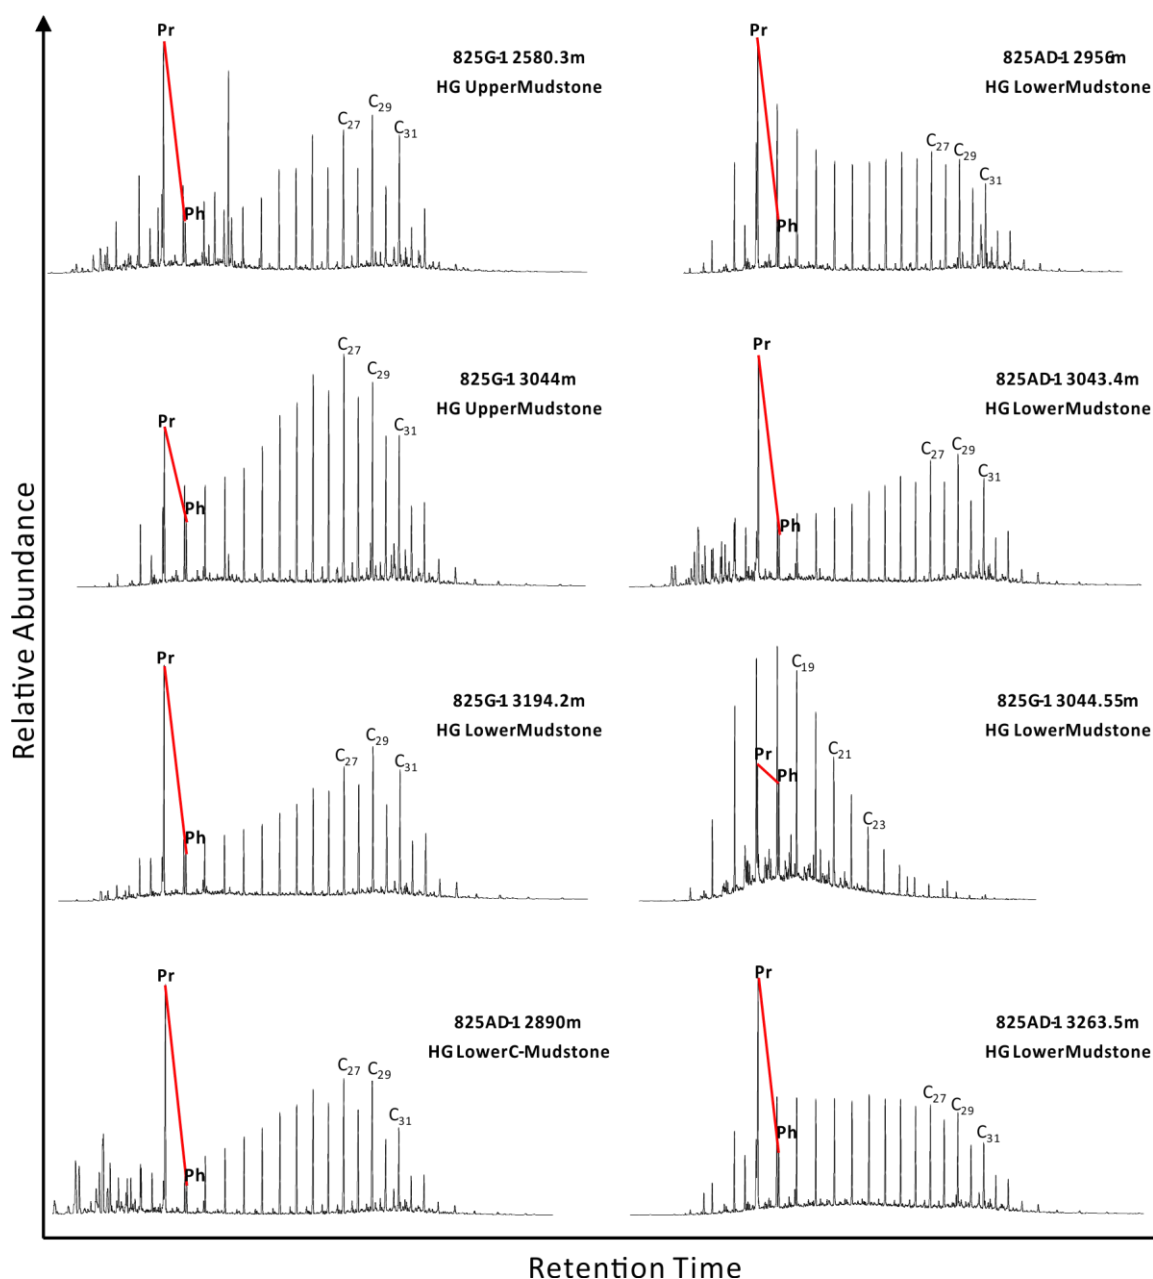 Relative Abundance
Pr
Ph
C27
C29
C31
825G-1 2580.3m
HG UpperMudstone
Pr
Ph
C27
C29
C31
825AD-1 2956m
HG LowerMudstone
Pr
Ph
C27
C29
C31
825G-1 3044m
HG UpperMudstone
Pr
Ph
C27
C29
C31
825AD-1 3043.4m
HG LowerMudstone
Pr
Ph
C27
C29
C31
825G-1 3194.2m
HG LowerMudstone
Pr
Ph
C19
C21
C23
825G-1 3044.55m
HG LowerMudstone
Pr
Ph
C27
C29
C31
825AD-1 2890m
HG LowerC-Mudstone
Pr
Ph
C27
C29
C31
825AD-1 3263.5m
HG LowerMudstone
Retention Time